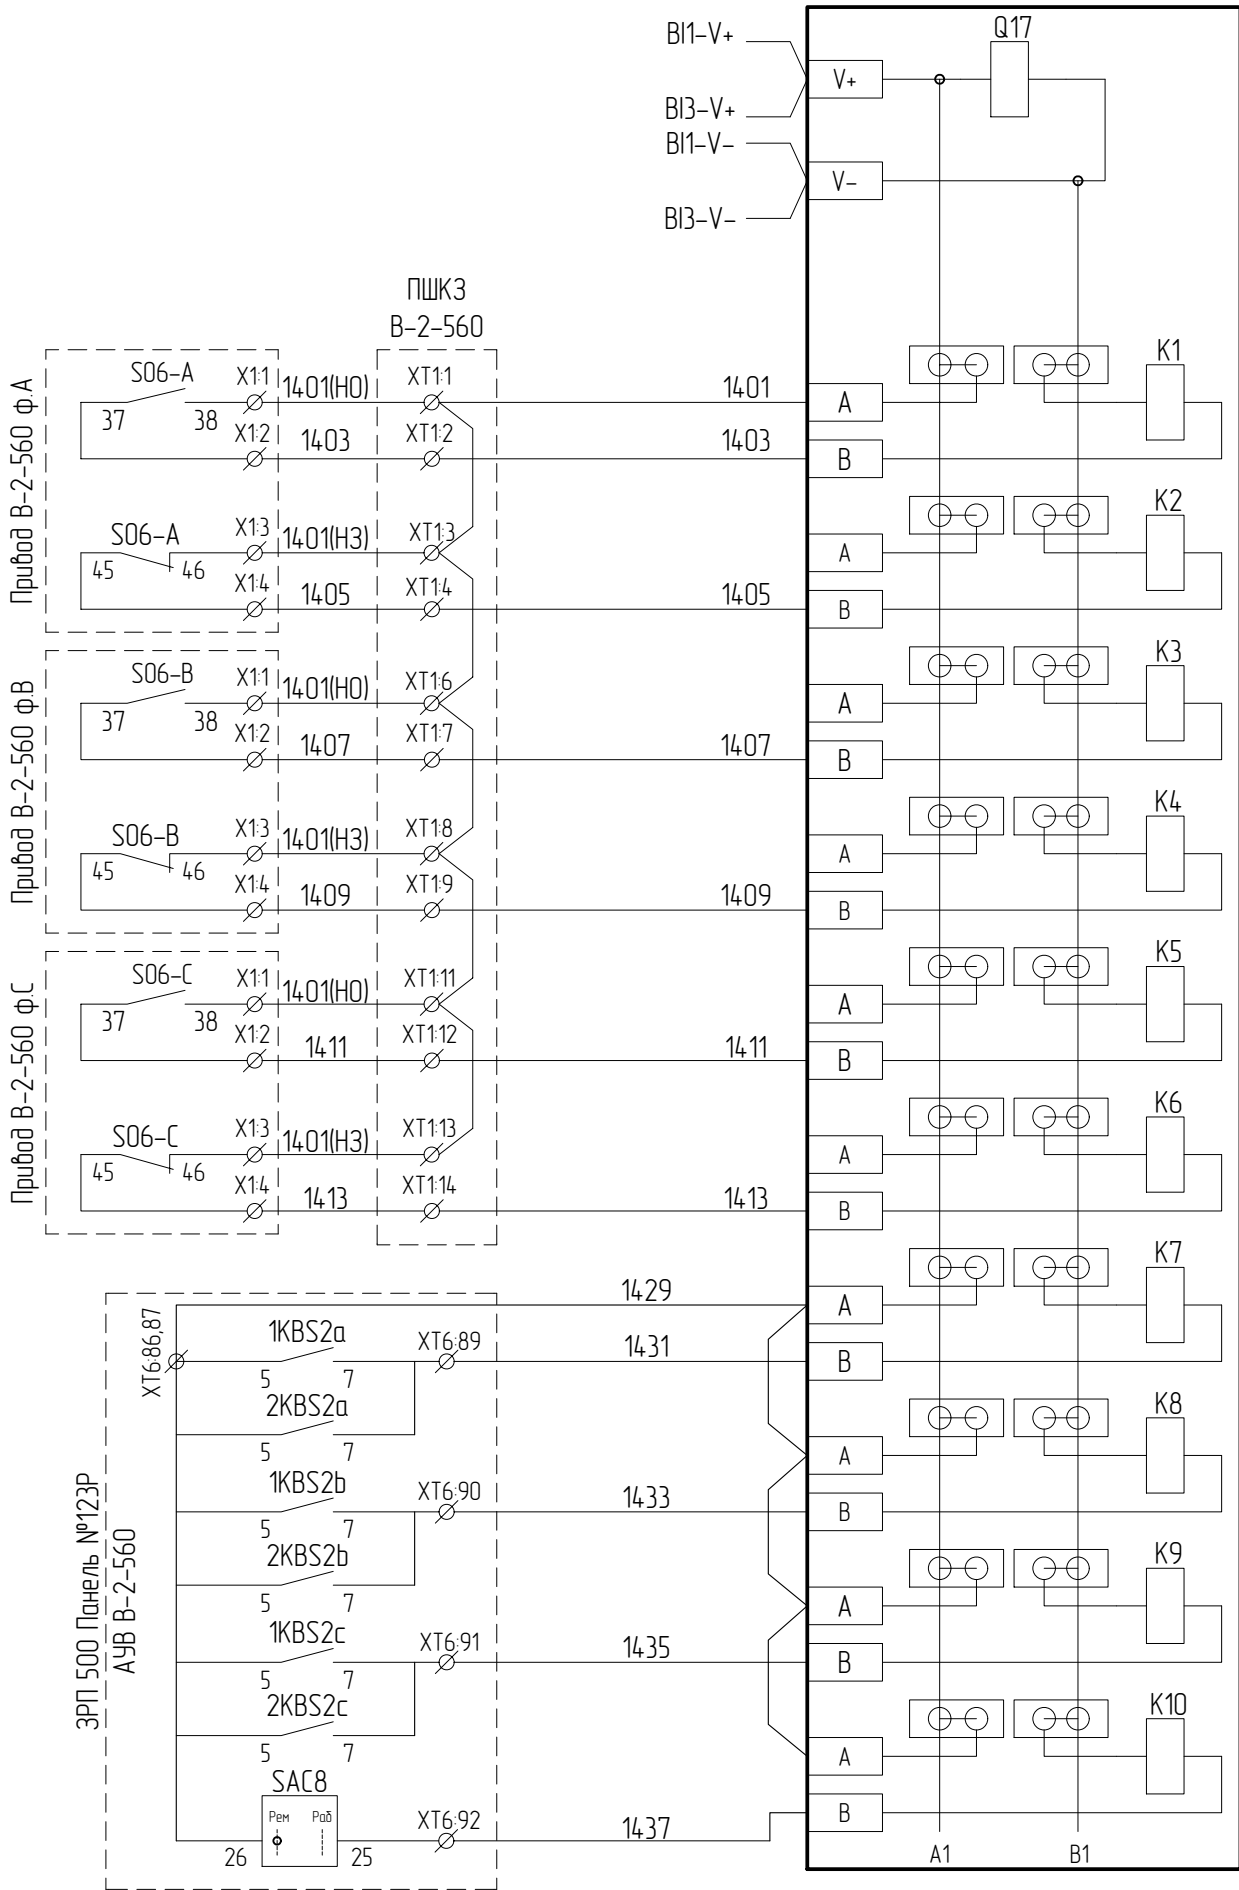 BI1-V+
Q17
V+
BI3-V+
BI1-V-
V-
BI3-V-
ПШК3
В-2-560
Привод В-2-560 ф.А
S06-A
37
38
X1:1
1401(НО)
XT1:1
1401
A
K1
X1:2
1403
XT1:2
1403
B
S06-A
45
46
X1:3
1401(НЗ)
XT1:3
A
K2
X1:4
1405
XT1:4
1405
B
Привод В-2-560 ф.В
S06-B
37
38
X1:1
1401(НО)
XT1:6
A
K3
X1:2
1407
XT1:7
1407
B
S06-B
45
46
X1:3
1401(НЗ)
XT1:8
A
K4
X1:4
1409
XT1:9
1409
B
Привод В-2-560 ф.С
S06-C
37
38
X1:1
1401(НО)
XT1:11
A
K5
X1:2
1411
XT1:12
1411
B
S06-C
45
46
X1:3
1401(НЗ)
XT1:13
A
K6
X1:4
1413
XT1:14
1413
B
ЗРП 500 Панель №123Р
АУВ В-2-560
XT6:86,87
1429
A
K7
1KBS2a
5
7
XT6:89
1431
B
2KBS2a
5
7
A
K8
1KBS2b
5
7
XT6:90
1433
B
2KBS2b
5
7
A
K9
1KBS2c
5
7
XT6:91
1435
B
2KBS2c
5
7
A
K10
SAC8
Рем
Раб
26
25
XT6:92
1437
B
A1
B1